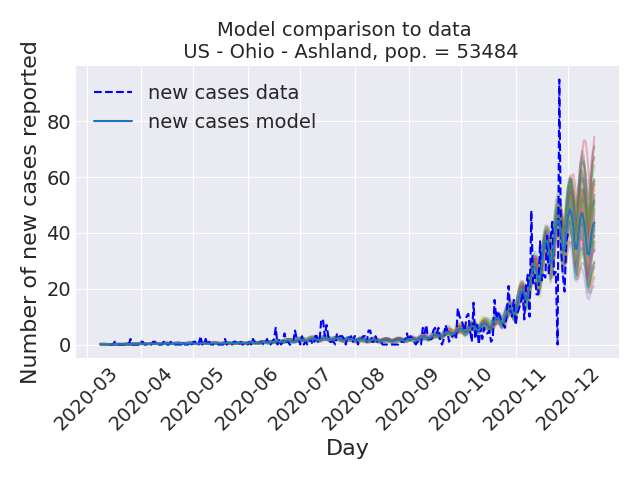 Model comparison to data
US - Ohio - Ashland, pop. = 53484
Number of new cases reported
new cases data
new cases model
80
60
40
20
0
2020-03
2020-04
2020-05
2020-06
2020-07
2020-08
2020-09
2020-10
2020-11
2020-12
Day